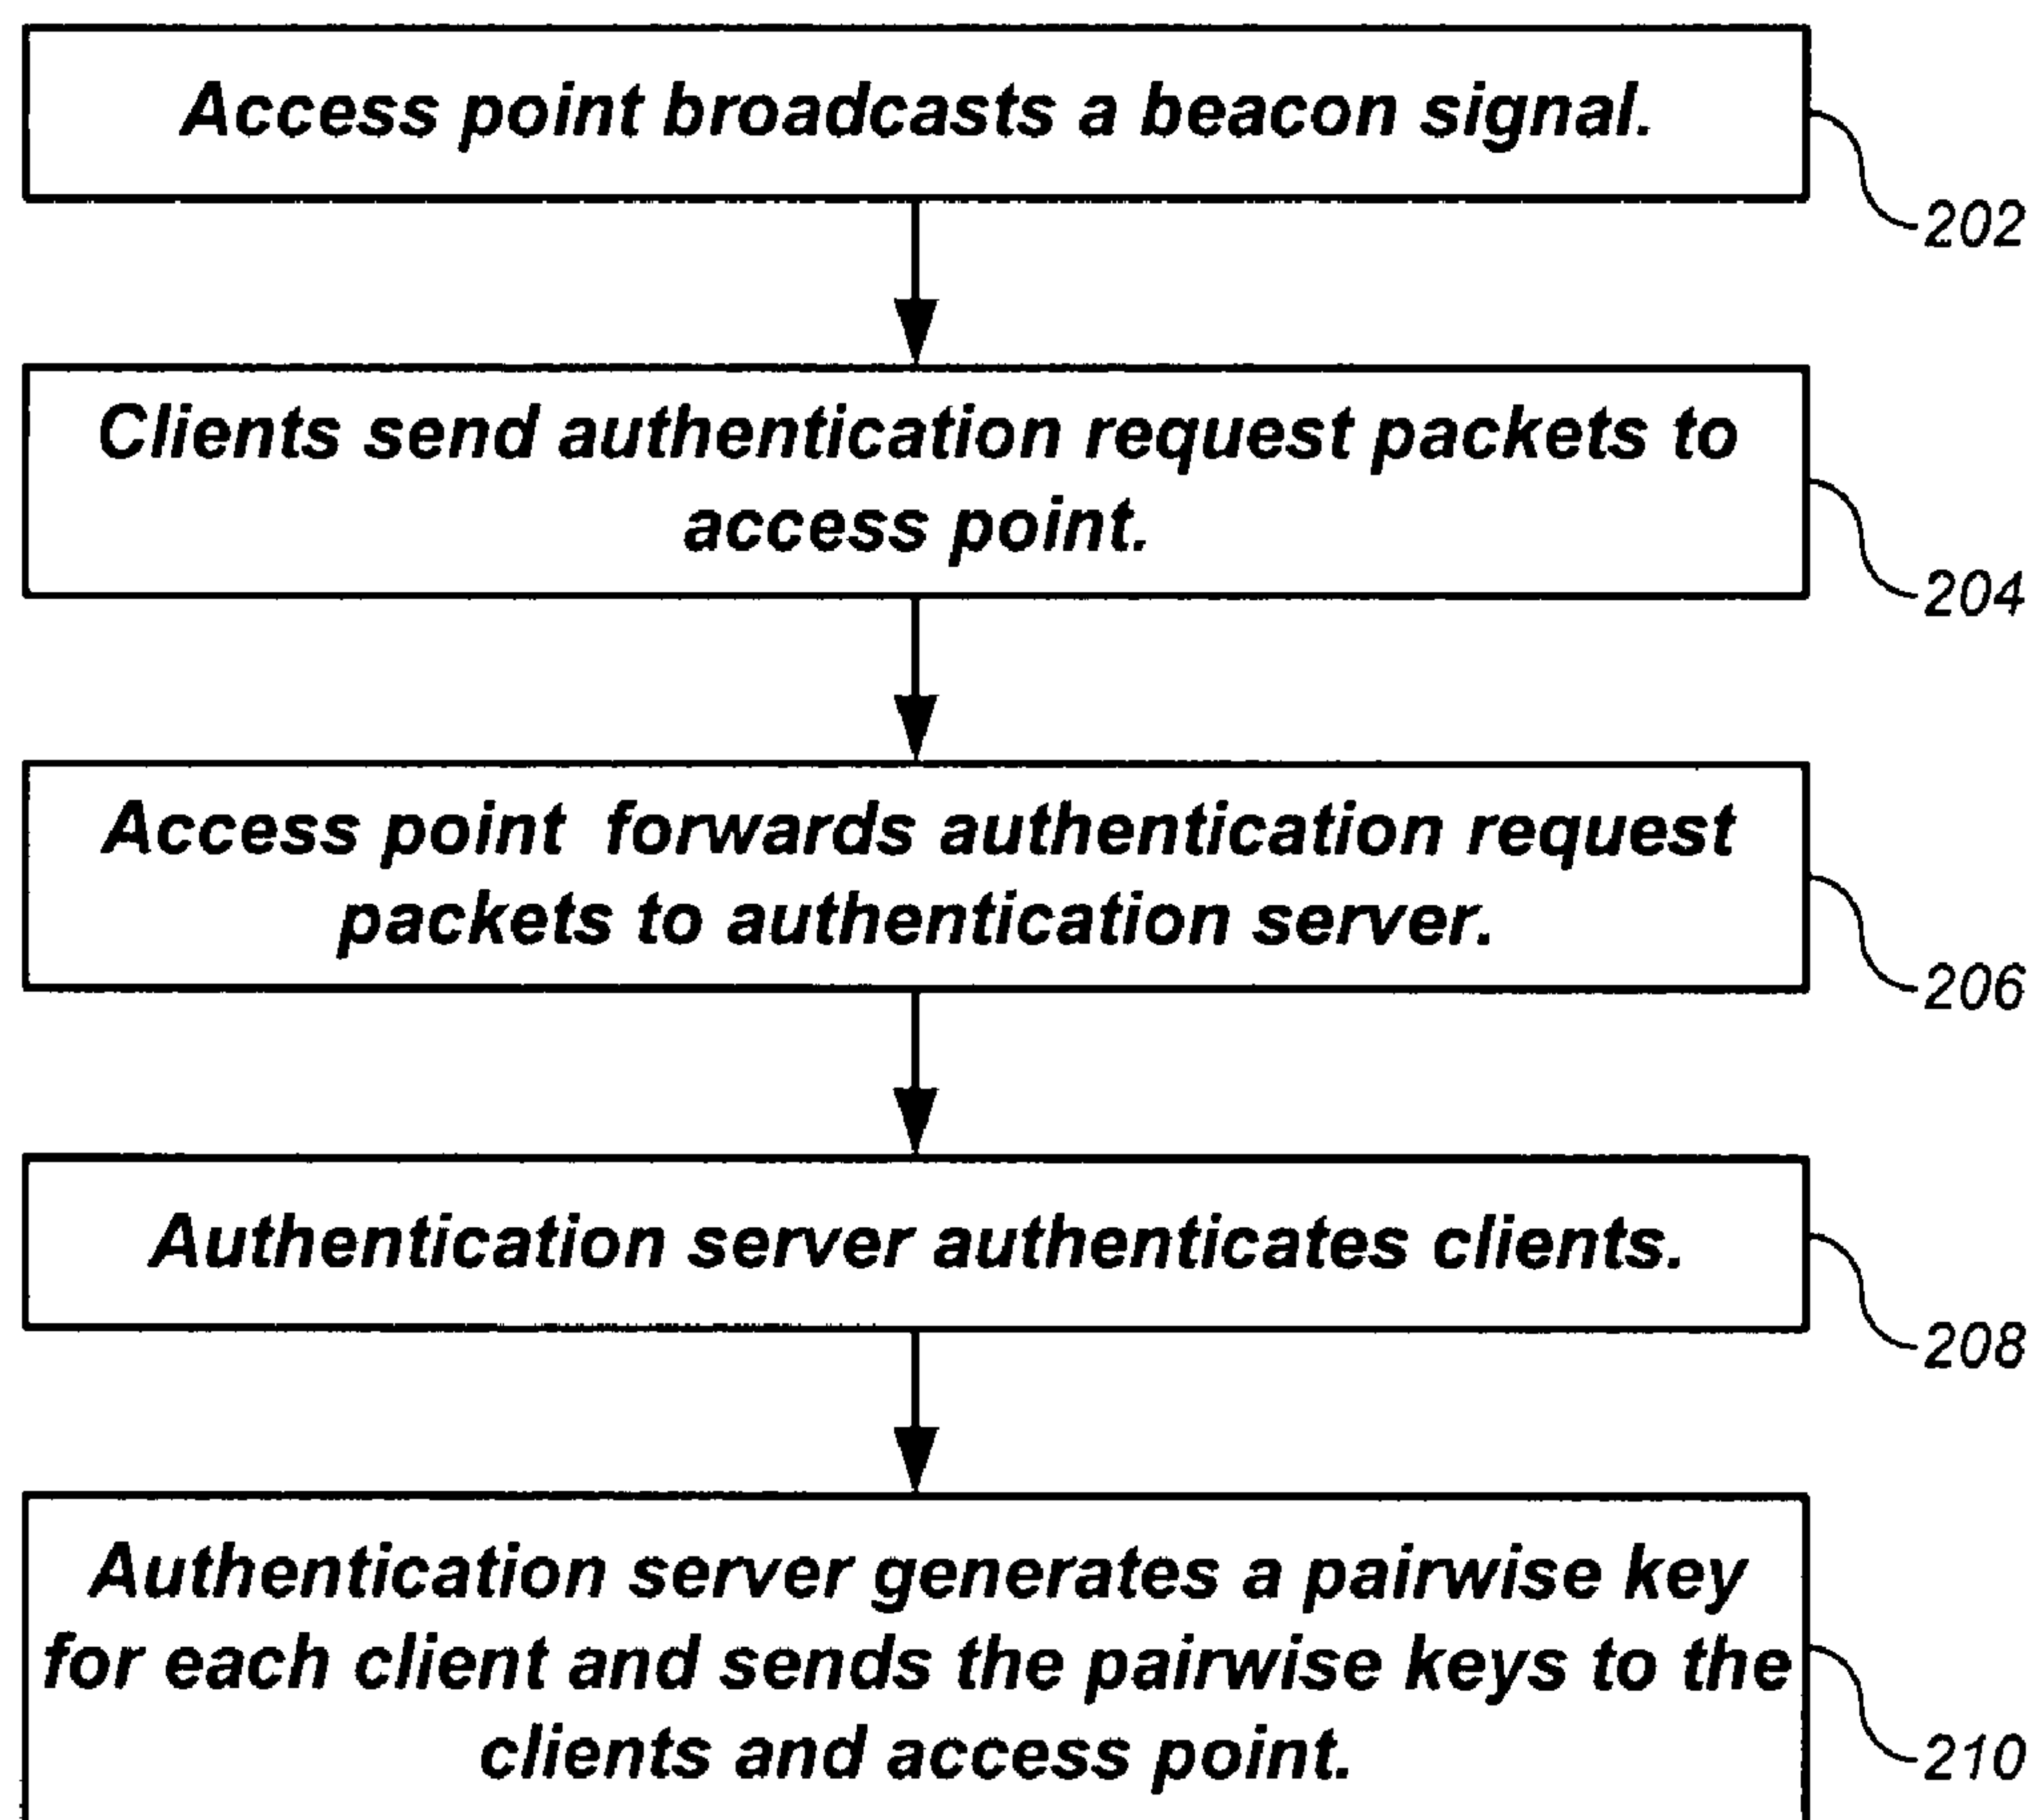 Access point broadcasts a beacon signal.
202
Clients send authentication request packets to
access point.
204
Access point forwards authentication request
packets to authentication server.
206
Authentication server authenticates clients.
208
Authentication server generates a pairwise key
for each client and sends the pairwise keys to the
clients and access point.
210